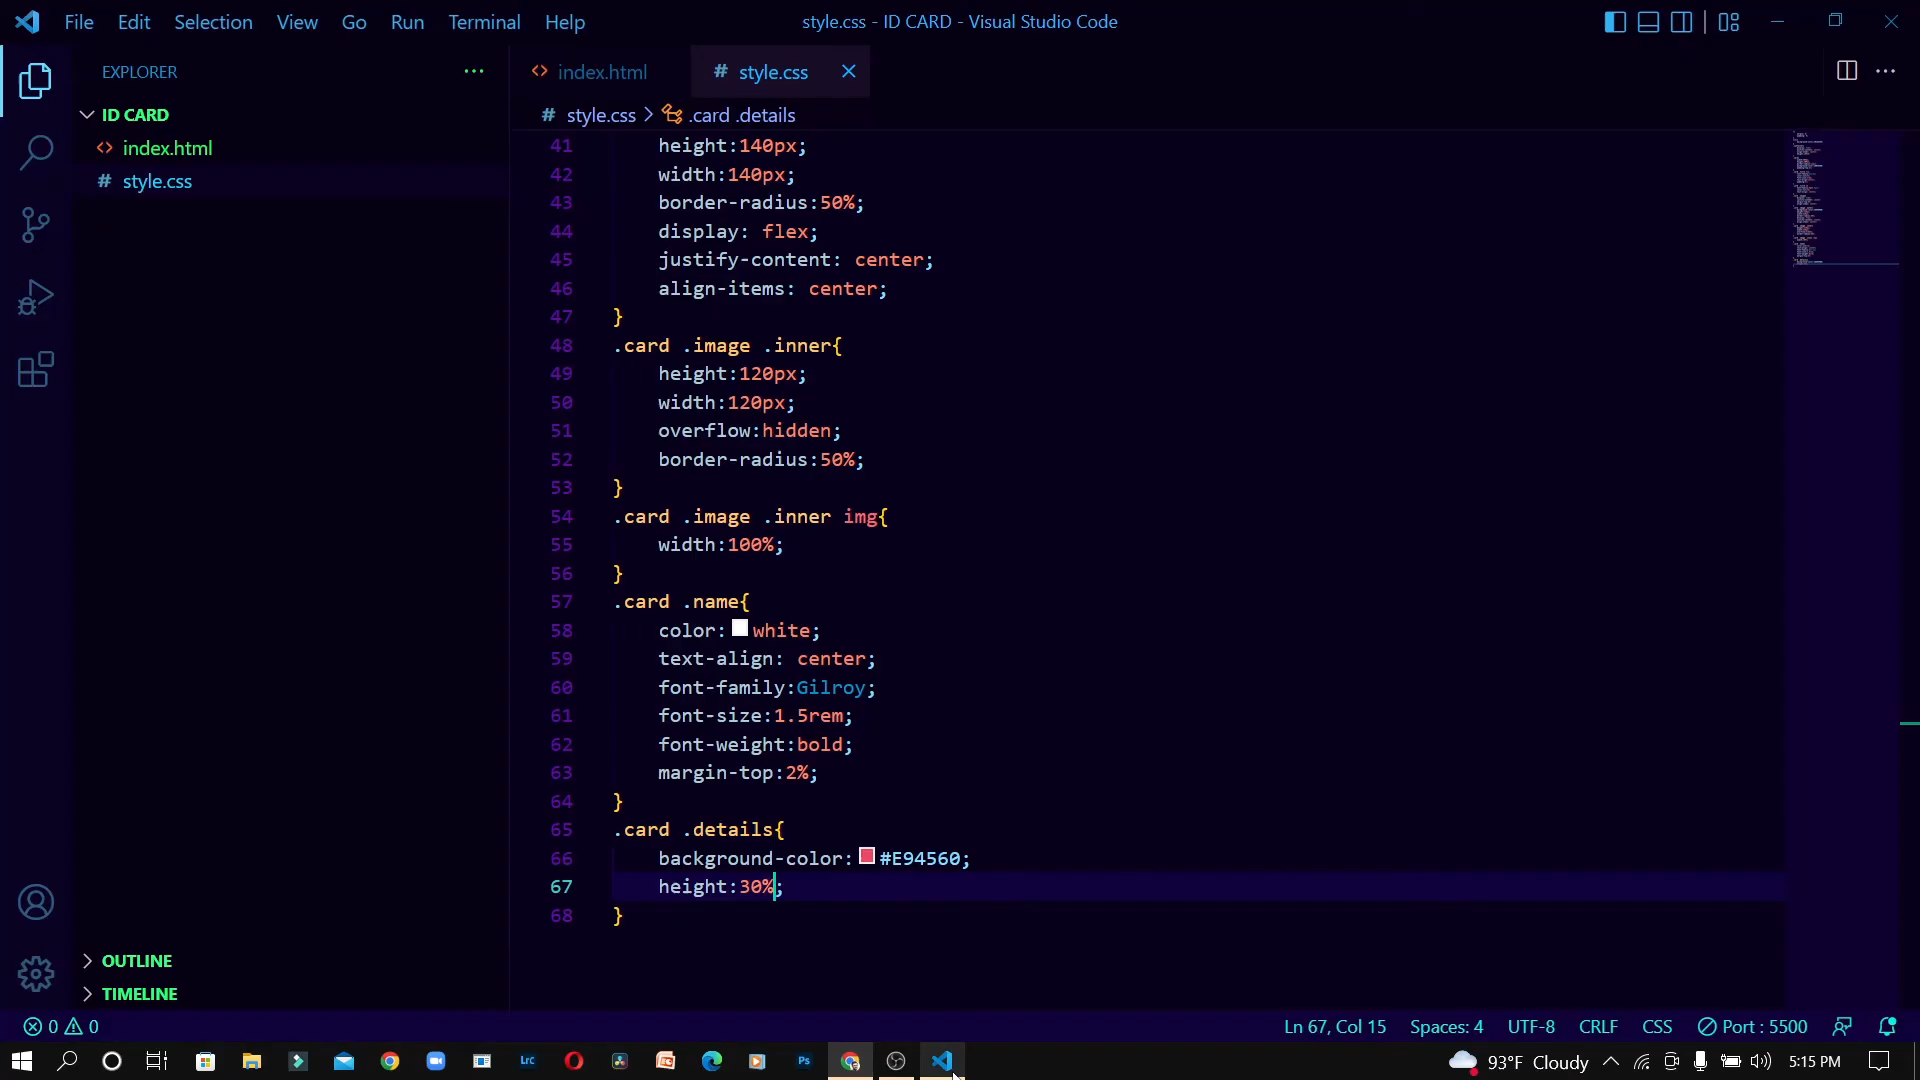 File Edit Selection View Go Run Terminal Help
style.css - ID CARD - Visual Studio Code
EXPLORER
ID CARD
index.html
style.css
OUTLINE
TIMELINE
index.html
# style.css
# style.css > .card .details
41 height:140px;
42 width:140px;
43 border-radius:50%;
44 display: flex;
45 justify-content: center;
46 align-items: center;
47 }
48 .card .image .inner{
49 height:120px;
50 width:120px;
51 overflow:hidden;
52 border-radius:50%;
53 }
54 .card .image .inner img{
55 width:100%;
56 }
57 .card .name{
58 color:white;
59 text-align: center;
60 font-family:Gilroy;
61 font-size:1.5rem;
62 font-weight:bold;
63 margin-top:2%;
64 }
65 .card .details{
66 background-color:#E94560;
67 height:30%;
68 }
0 0
Ln 67, Col 15 Spaces: 4 UTF-8 CRLF CSS Port : 5500
Lrc
Ps
93°F Cloudy
5:15 PM